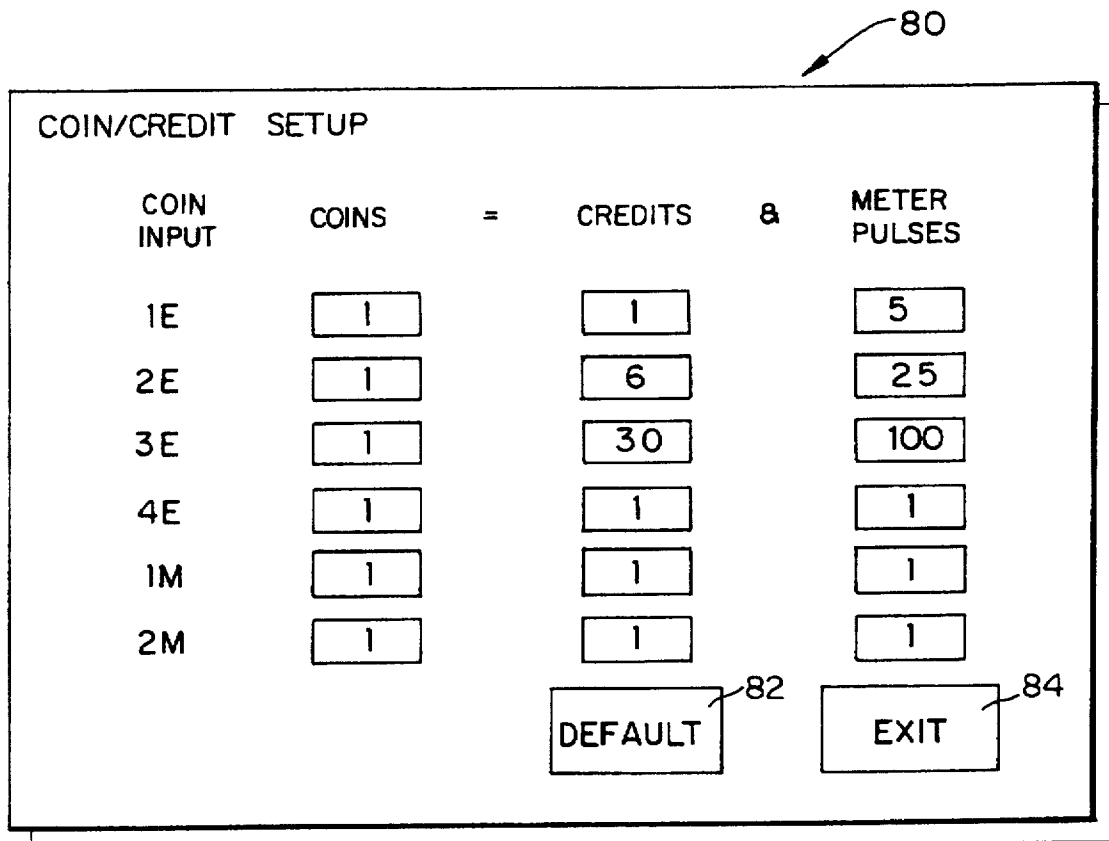 80
COIN/CREDIT SETUP
COIN INPUT COINS = CREDITS & METER PULSES
1E 1 1 5
2E 1 6 25
3E 1 30 100
4E 1 1 1
1M 1 1 1
2M 1 1 1
DEFAULT 82 EXIT 84